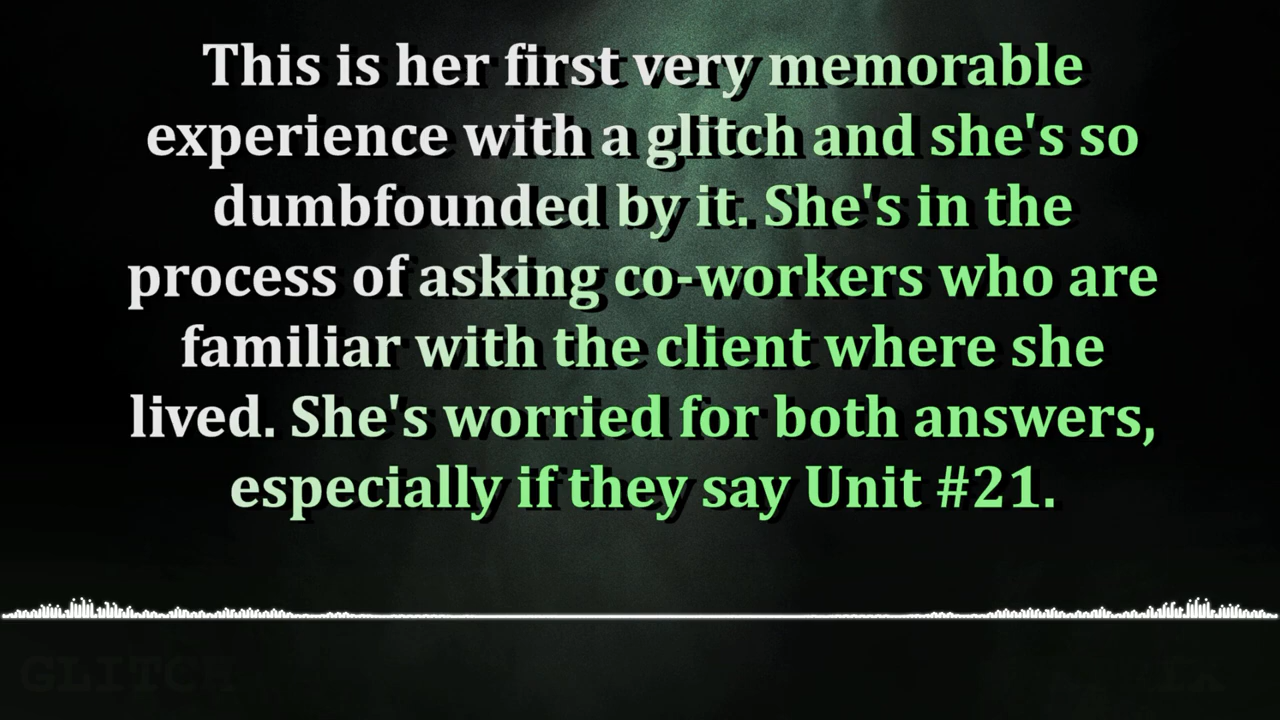 This is her first very memorable
experience with a glitch and she's so
dumbfounded by it. She's in the
process of asking co-workers who are
familiar with the client where she
lived. She's worried for both answers,
especially if they say Unit #21.
GLITCH